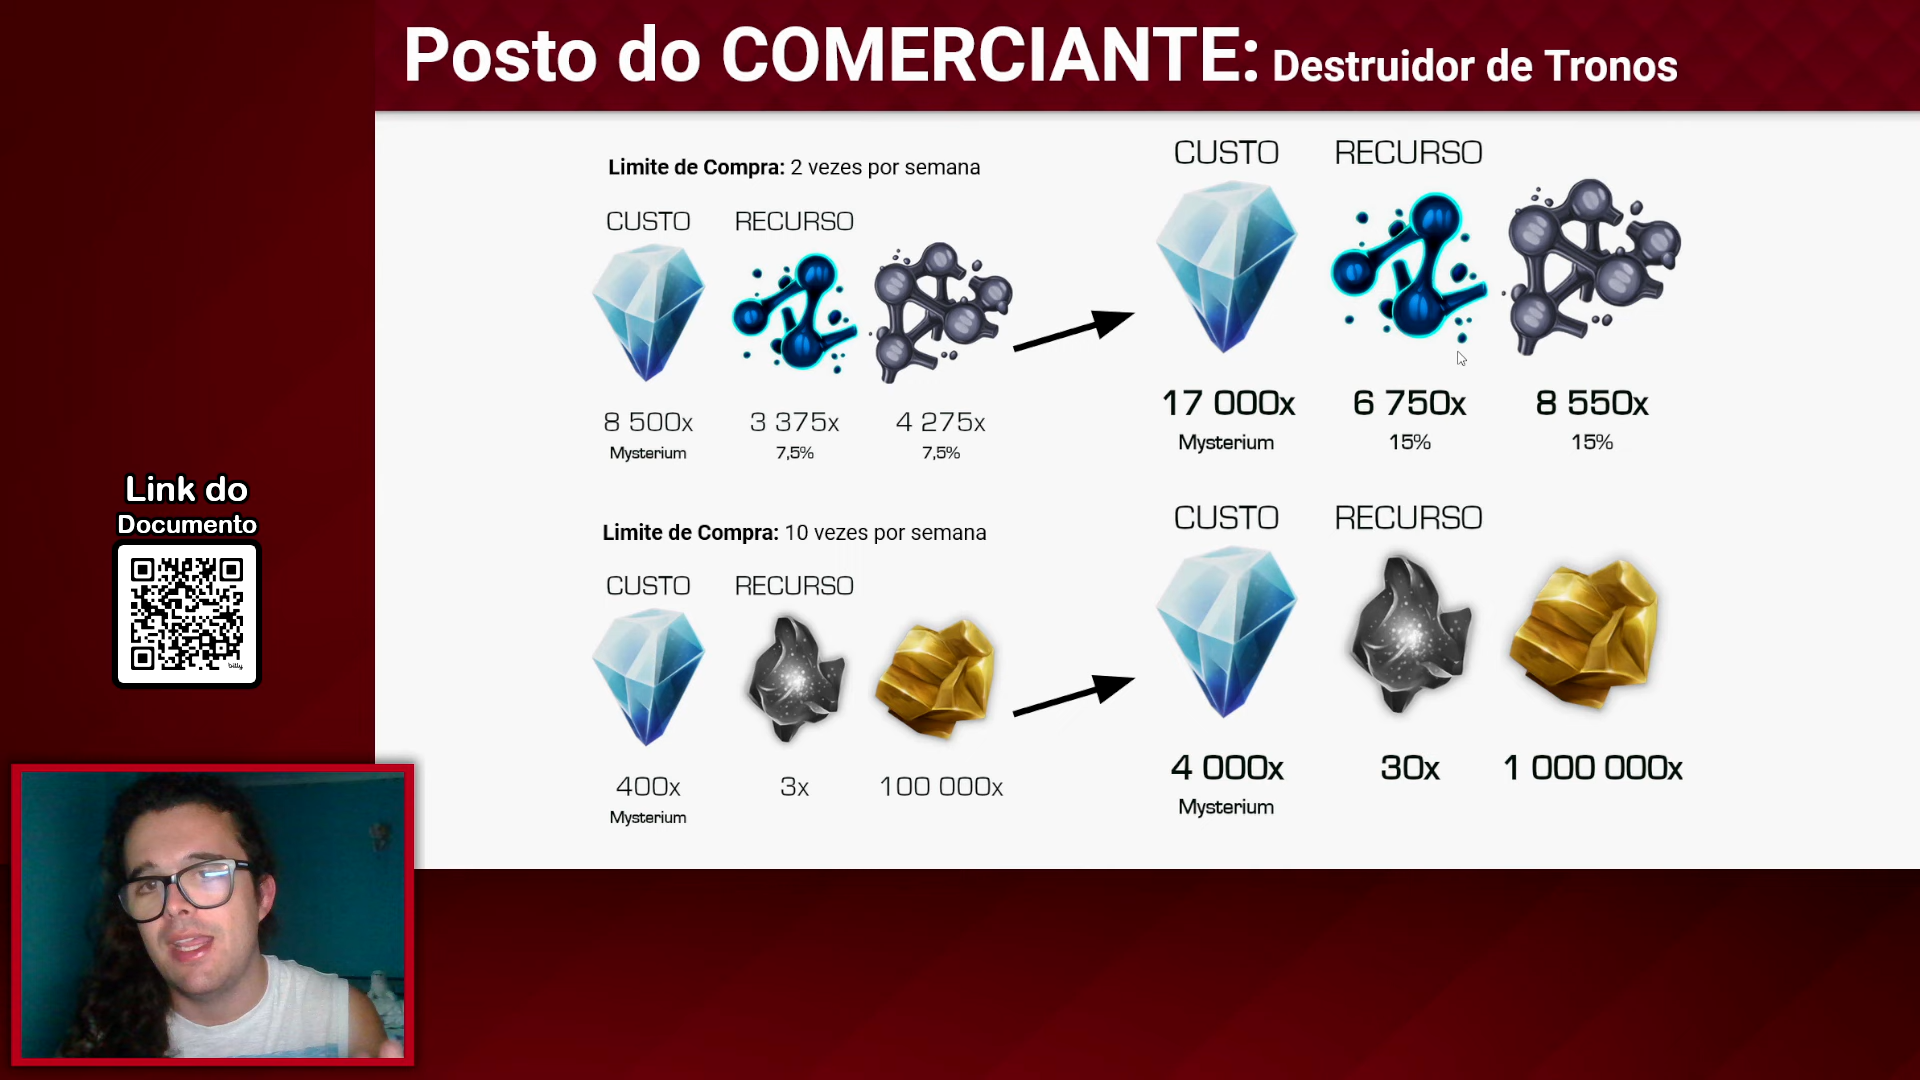 Posto do COMERCIANTE: Destruidor de Tronos
Limite de Compra: 2 vezes por semana
CUSTO RECURSO
8 500x 3 375x 4 275x
Mysterium 7,5% 7,5%
CUSTO RECURSO
17 000x 6 750x 8 550x
Mysterium 15% 15%
Limite de Compra: 10 vezes por semana
CUSTO RECURSO
400x 3x 100 000x
Mysterium
CUSTO RECURSO
4 000x 30x 1 000 000x
Mysterium
Link do
Documento
bitly